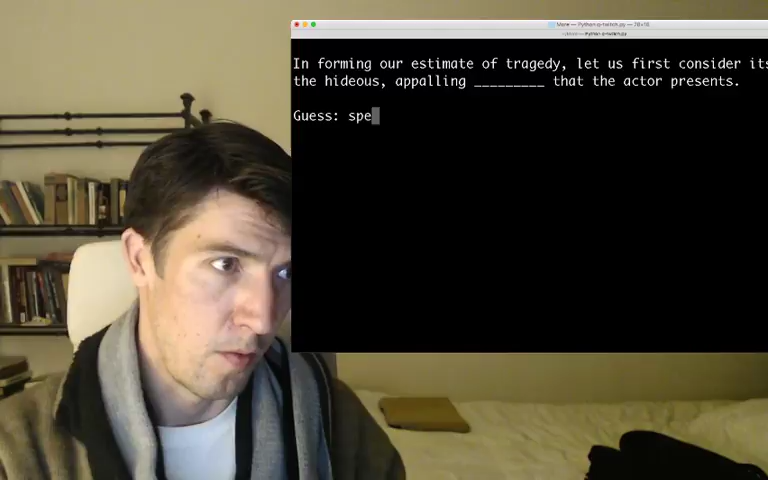 In forming our estimate of tragedy, let us first consider its
the hideous, appalling _________ that the actor presents.
Guess: spe